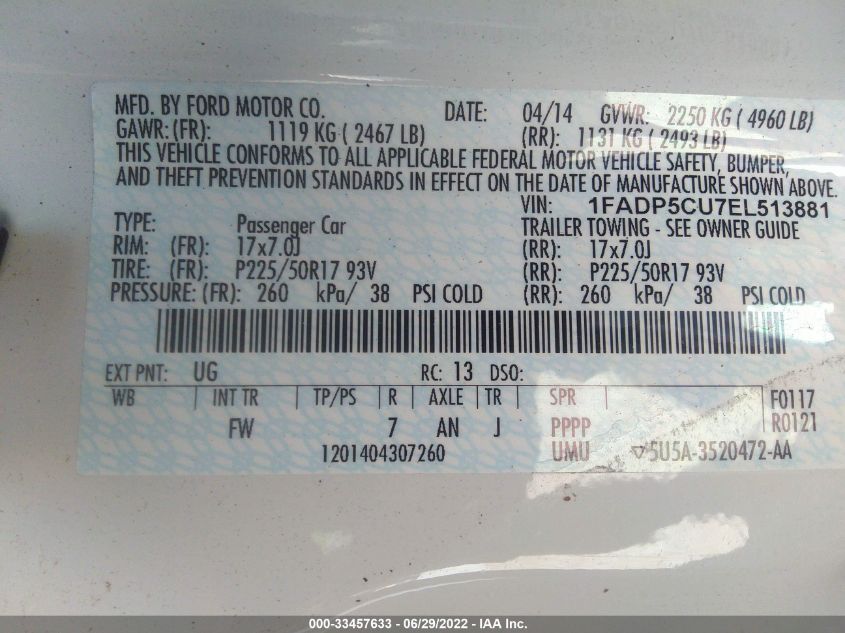 MFD. BY FORD MOTOR CO. DATE: 04/14 GVWR: 2250 KG ( 4960 LB)
GAWR: (FR): 1119 KG ( 2467 LB) (RR): 1131 KG ( 2493 LB)
THIS VEHICLE CONFORMS TO ALL APPLICABLE FEDERAL MOTOR VEHICLE SAFETY, BUMPER,
AND THEFT PREVENTION STANDARDS IN EFFECT ON THE DATE OF MANUFACTURE SHOWN ABOVE.
VIN: 1FADP5CU7EL513881
TYPE: Passenger Car TRAILER TOWING - SEE OWNER GUIDE
RIM: (FR): 17x7.0J (RR): 17x7.0J
TIRE: (FR): P225/50R17 93V (RR): P225/50R17 93V
PRESSURE: (FR): 260 kPa/ 38 PSI COLD (RR): 260 kPa/ 38 PSI COLD
EXT PNT: UG RC: 13 DSO:
WB INT TR TP/PS R AXLE TR SPR F0117
FW 7 AN J PPPP R0121
1201404307260 UMU ▽5U5A-3520472-AA
000-33457633 - 06/29/2022 - IAA Inc.